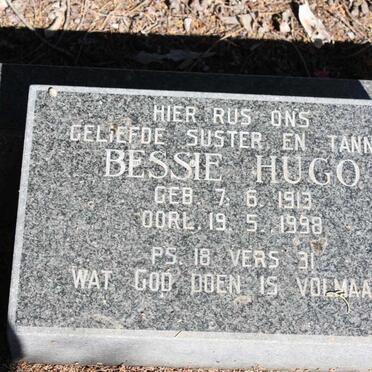 HIER RUS ONS
GELIEFDE SUSTER EN TANN
BESSIE HUGO
GEB. 7. 6. 1913
OORL. 19. 5. 1998
PS. 18 VERS 31
WAT GOD DOEN IS VOLMAA